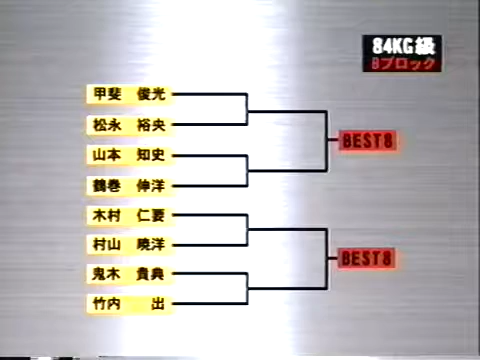 84KG級
Bブロック
甲斐 俊光
松永 裕央
山本 知史
鶴巻 伸洋
木村 仁要
村山 暁洋
鬼木 貴典
竹内 出
BEST8
BEST8